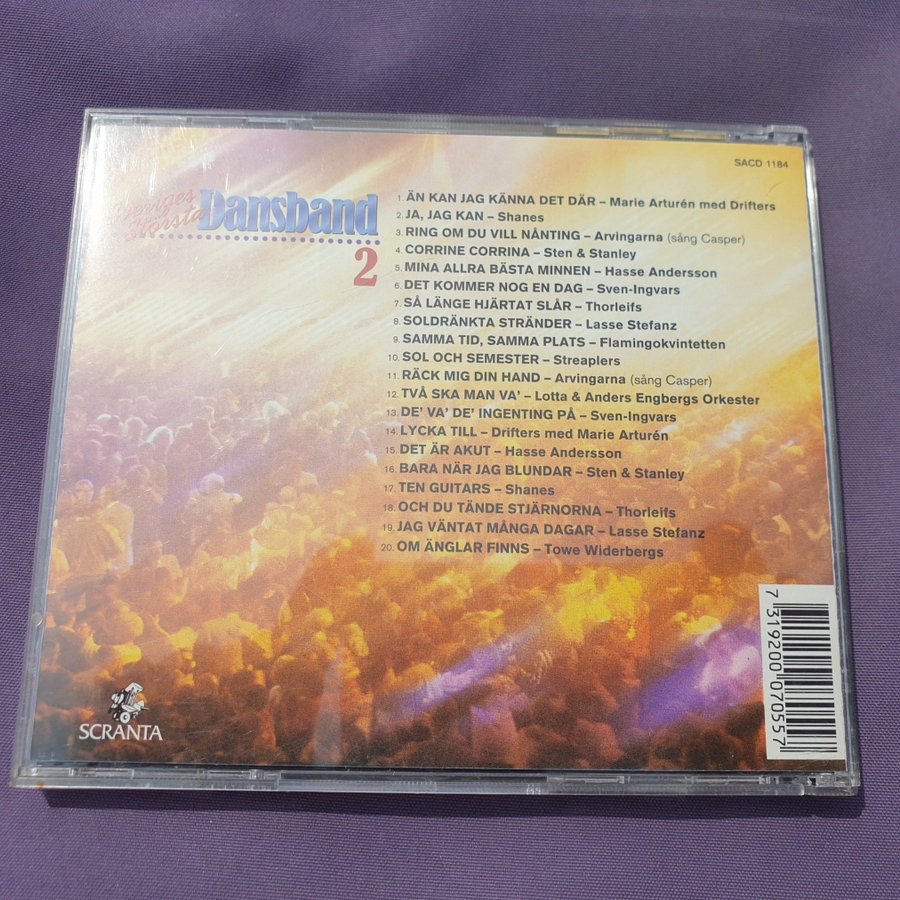 SACD 1184
Sveriges
Största
Dansband
2
1. ÄN KAN JAG KÄNNA DET DÄR – Marie Arturén med Drifters
2. JA, JAG KAN – Shanes
3. RING OM DU VILL NÅNTING – Arvingarna (sång Casper)
4. CORRINE CORRINA – Sten & Stanley
5. MINA ALLRA BÄSTA MINNEN – Hasse Andersson
6. DET KOMMER NOG EN DAG – Sven-Ingvars
7. SÅ LÄNGE HJÄRTAT SLÅR – Thorleifs
8. SOLDRÄNKTA STRÄNDER – Lasse Stefanz
9. SAMMA TID, SAMMA PLATS – Flamingokvintetten
10. SOL OCH SEMESTER – Streaplers
11. RÄCK MIG DIN HAND – Arvingarna (sång Casper)
12. TVÅ SKA MAN VA' – Lotta & Anders Engbergs Orkester
13. DE' VA' DE' INGENTING PÅ – Sven-Ingvars
14. LYCKA TILL – Drifters med Marie Arturén
15. DET ÄR AKUT – Hasse Andersson
16. BARA NÄR JAG BLUNDAR – Sten & Stanley
17. TEN GUITARS – Shanes
18. OCH DU TÄNDE STJÄRNORNA – Thorleifs
19. JAG VÄNTAT MÅNGA DAGAR – Lasse Stefanz
20. OM ÄNGLAR FINNS – Towe Widerbergs
SCRANTA
7 319200 070557